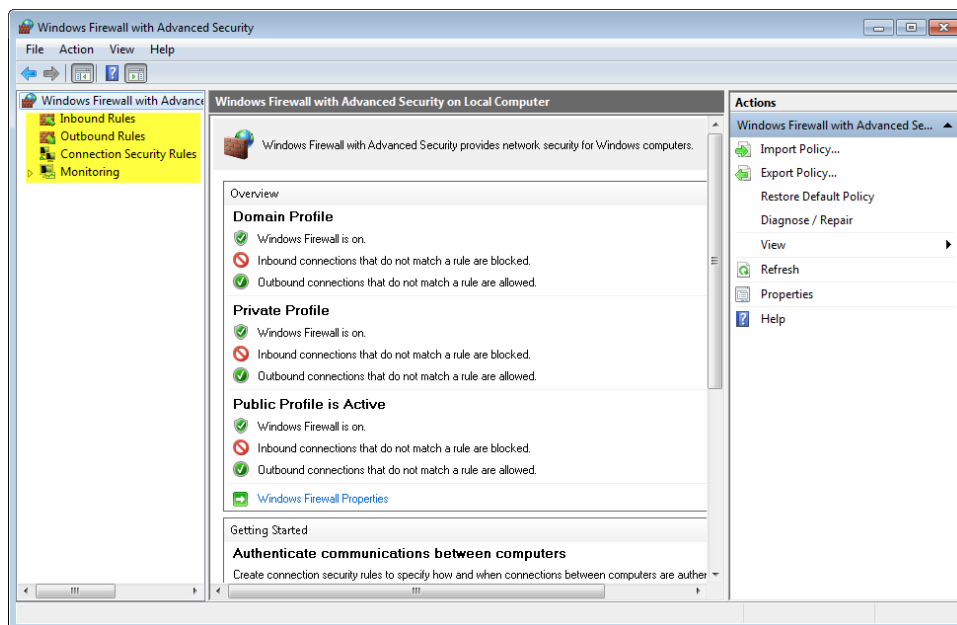 Windows Firewall with Advanced Security
File Action View Help
Windows Firewall with Advance
Inbound Rules
Outbound Rules
Connection Security Rules
Monitoring
Windows Firewall with Advanced Security on Local Computer
Windows Firewall with Advanced Security provides network security for Windows computers.
Overview
Domain Profile
Windows Firewall is on.
Inbound connections that do not match a rule are blocked.
Outbound connections that do not match a rule are allowed.
Private Profile
Windows Firewall is on.
Inbound connections that do not match a rule are blocked.
Outbound connections that do not match a rule are allowed.
Public Profile is Active
Windows Firewall is on.
Inbound connections that do not match a rule are blocked.
Outbound connections that do not match a rule are allowed.
Windows Firewall Properties
Getting Started
Authenticate communications between computers
Create connection security rules to specify how and when connections between computers are auther
Actions
Windows Firewall with Advanced Se...
Import Policy...
Export Policy...
Restore Default Policy
Diagnose / Repair
View
Refresh
Properties
Help